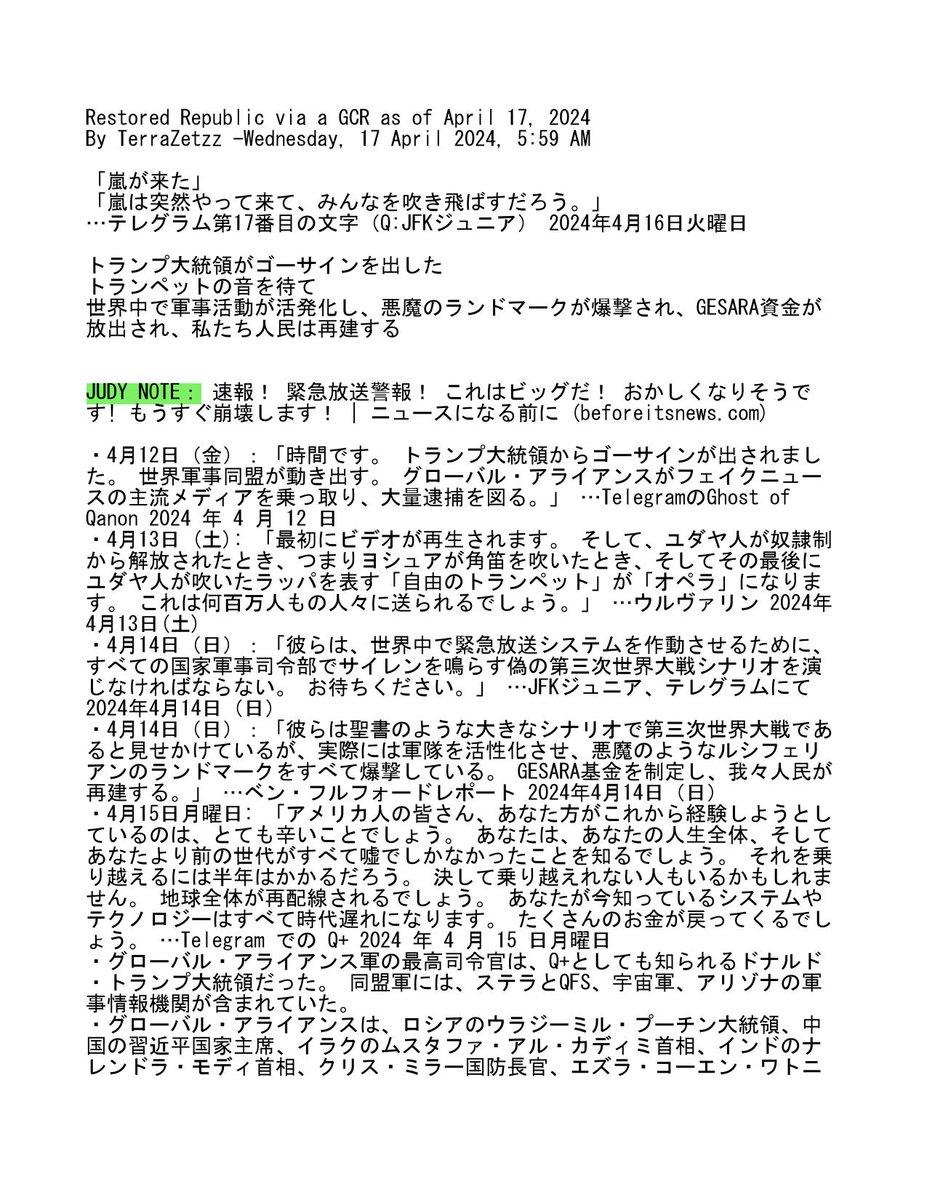 Restored Republic via a GCR as of April 17, 2024
By TerraZetzz -Wednesday, 17 April 2024, 5:59 AM
「嵐が来た」
「嵐は突然やって来て、みんなを吹き飛ばすだろう。」
…テレグラム第17番目の文字（Q:JFKジュニア） 2024年4月16日火曜日
トランプ大統領がゴーサインを出した
トランペットの音を待て
世界中で軍事活動が活発化し、悪魔のランドマークが爆撃され、GESARA資金が
放出され、私たち人民は再建する
JUDY NOTE： 速報！ 緊急放送警報！ これはビッグだ！ おかしくなりそうで
す! もうすぐ崩壊します！ | ニュースになる前に (beforeitsnews.com)
・4月12日（金）：「時間です。 トランプ大統領からゴーサインが出されまし
た。 世界軍事同盟が動き出す。 グローバル・アライアンスがフェイクニュー
スの主流メディアを乗っ取り、大量逮捕を図る。」 …TelegramのGhost of
Qanon 2024 年 4 月 12 日
・4月13日（土): 「最初にビデオが再生されます。 そして、ユダヤ人が奴隷制
から解放されたとき、つまりヨシュアが角笛を吹いたとき、そしてその最後に
ユダヤ人が吹いたラッパを表す「自由のトランペット」が「オペラ」になりま
す。 これは何百万人もの人々に送られるでしょう。」 …ウルヴァリン 2024年
4月13日(土)
・4月14日（日）：「彼らは、世界中で緊急放送システムを作動させるために、
すべての国家軍事司令部でサイレンを鳴らす偽の第三次世界大戦シナリオを演
じなければならない。 お待ちください。」 …JFKジュニア、テレグラムにて
2024年4月14日（日）
・4月14日（日）：「彼らは聖書のような大きなシナリオで第三次世界大戦であ
ると見せかけているが、実際には軍隊を活性化させ、悪魔のようなルシフェリ
アンのランドマークをすべて爆撃している。 GESARA基金を制定し、我々人民が
再建する。」 …ベン・フルフォードレポート 2024年4月14日（日）
・4月15日月曜日: 「アメリカ人の皆さん、あなた方がこれから経験しようとし
ているのは、とても辛いことでしょう。 あなたは、あなたの人生全体、そして
あなたより前の世代がすべて嘘でしかなかったことを知るでしょう。 それを乗
り越えるには半年はかかるだろう。 決して乗り越えれない人もいるかもしれま
せん。 地球全体が再配線されるでしょう。 あなたが今知っているシステムや
テクノロジーはすべて時代遅れになります。 たくさんのお金が戻ってくるでし
ょう。 …Telegram での Q+ 2024 年 4 月 15 日月曜日
・グローバル・アライアンス軍の最高司令官は、Q+としても知られるドナルド
・トランプ大統領だった。 同盟軍には、ステラとQFS、宇宙軍、アリゾナの軍
事情報機関が含まれていた。
・グローバル・アライアンスは、ロシアのウラジーミル・プーチン大統領、中
国の習近平国家主席、イラクのムスタファ・アル・カディミ首相、インドのナ
レンドラ・モディ首相、クリス・ミラー国防長官、エズラ・コーエン・ワトニ